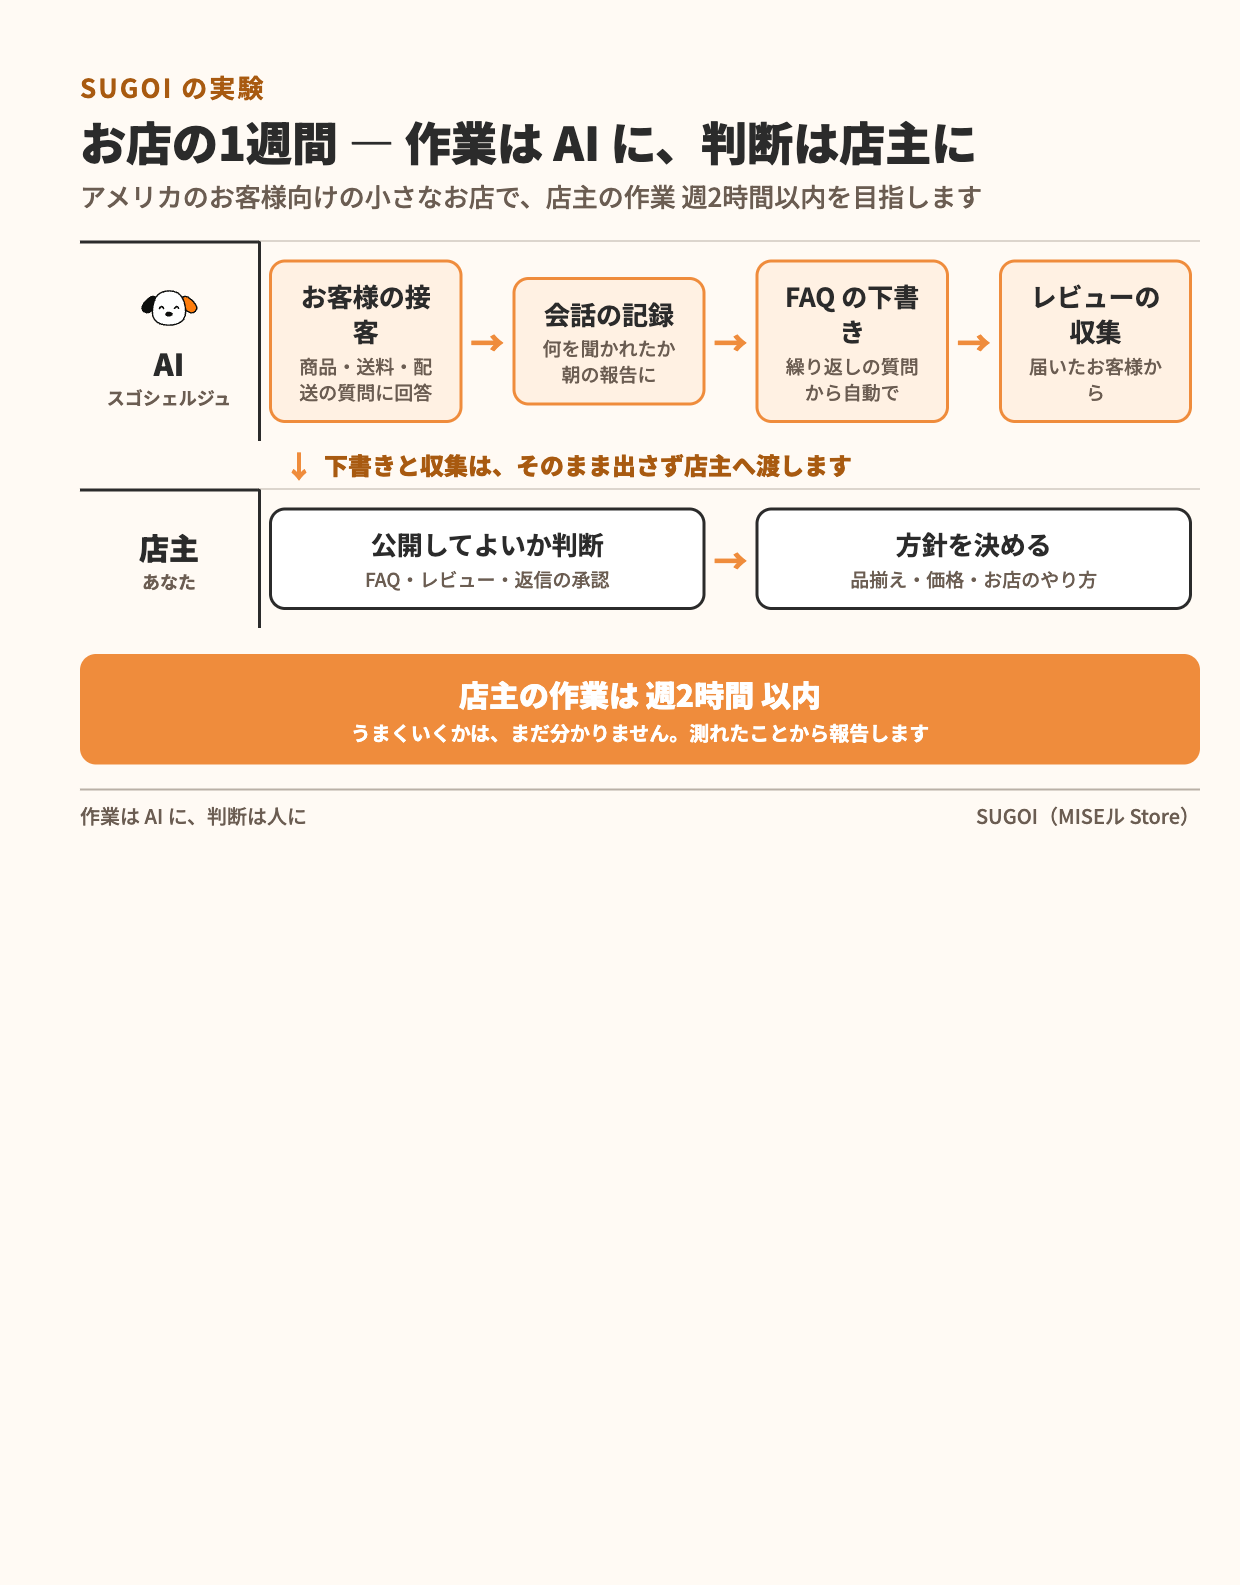 SUGOI の実験
お店の1週間 — 作業は AI に、判断は店主に
アメリカのお客様向けの小さなお店で、店主の作業 週2時間以内を目指します
AI
スゴシェルジュ
お客様の接
客
商品・送料・配
送の質問に回答
→
会話の記録
何を聞かれたか
朝の報告に
→
FAQ の下書
き
繰り返しの質問
から自動で
→
レビューの
収集
届いたお客様か
ら
↓ 下書きと収集は、そのまま出さず店主へ渡します
店主
あなた
公開してよいか判断
FAQ・レビュー・返信の承認
→
方針を決める
品揃え・価格・お店のやり方
店主の作業は 週2時間 以内
うまくいくかは、まだ分かりません。測れたことから報告します
作業は AI に、判断は人に
SUGOI（MISEル Store）